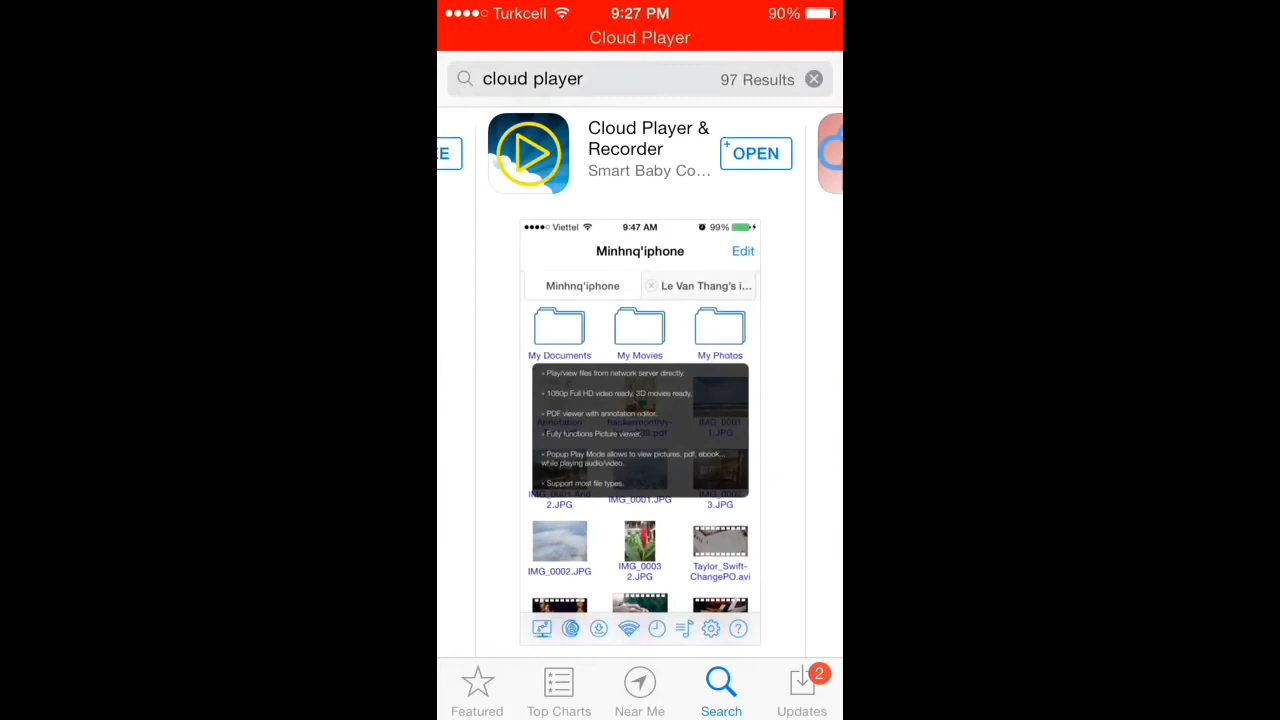 Turkcell 9:27 PM 90%
Cloud Player
cloud player 97 Results
Cloud Player &
Recorder
Smart Baby Co...
E
+OPEN
Viettel 9:47 AM 99%
Minhnq'iphone Edit
Minhnq'iphone Le Van Thang's i...
My Documents My Movies My Photos
Play/view files from network server directly.
1080p Full HD video ready, 3D movies ready.
PDF viewer with annotation editor.
Fully functions Picture viewer.
Popup Play Mode allows to view pictures, pdf, ebook...
while playing audio/video.
Support most file types.
2.JPG IMG_0001.JPG 3.JPG
IMG_0002.JPG IMG_0003 2.JPG Taylor_Swift-ChangePO.avi
Featured Top Charts Near Me Search Updates 2